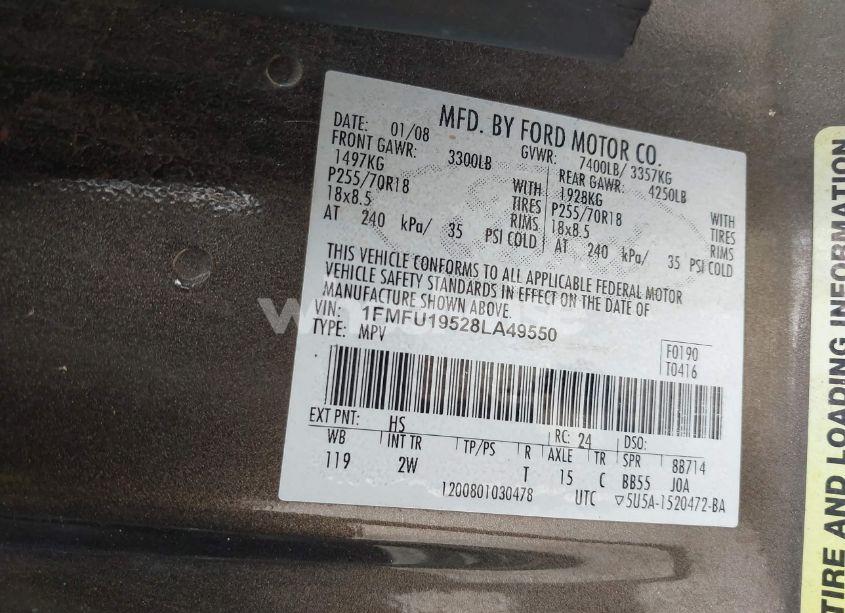 MFD. BY FORD MOTOR CO.
DATE: 01/08 GVWR: 7400LB/ 3357KG
FRONT GAWR: 3300LB REAR GAWR: 4250LB
1497KG WITH 1928KG WITH
P255/70R18 TIRES P255/70R18 TIRES
18x8.5 RIMS 18x8.5 RIMS
AT 240 kPa/ 35 PSI COLD AT 240 kPa/ 35 PSI COLD
THIS VEHICLE CONFORMS TO ALL APPLICABLE FEDERAL MOTOR
VEHICLE SAFETY STANDARDS IN EFFECT ON THE DATE OF
MANUFACTURE SHOWN ABOVE.
VIN: 1FMFU19528LA49550
TYPE: MPV
F0190
T0416
EXT PNT: HS RC: 24 DSO:
WB INT TR TP/PS R AXLE TR SPR 8B714
119 2W T 15 C BB55 J0A
1200801030478 UTC ▽5U5A-1520472-BA
TIRE AND LOADING INFORMATION